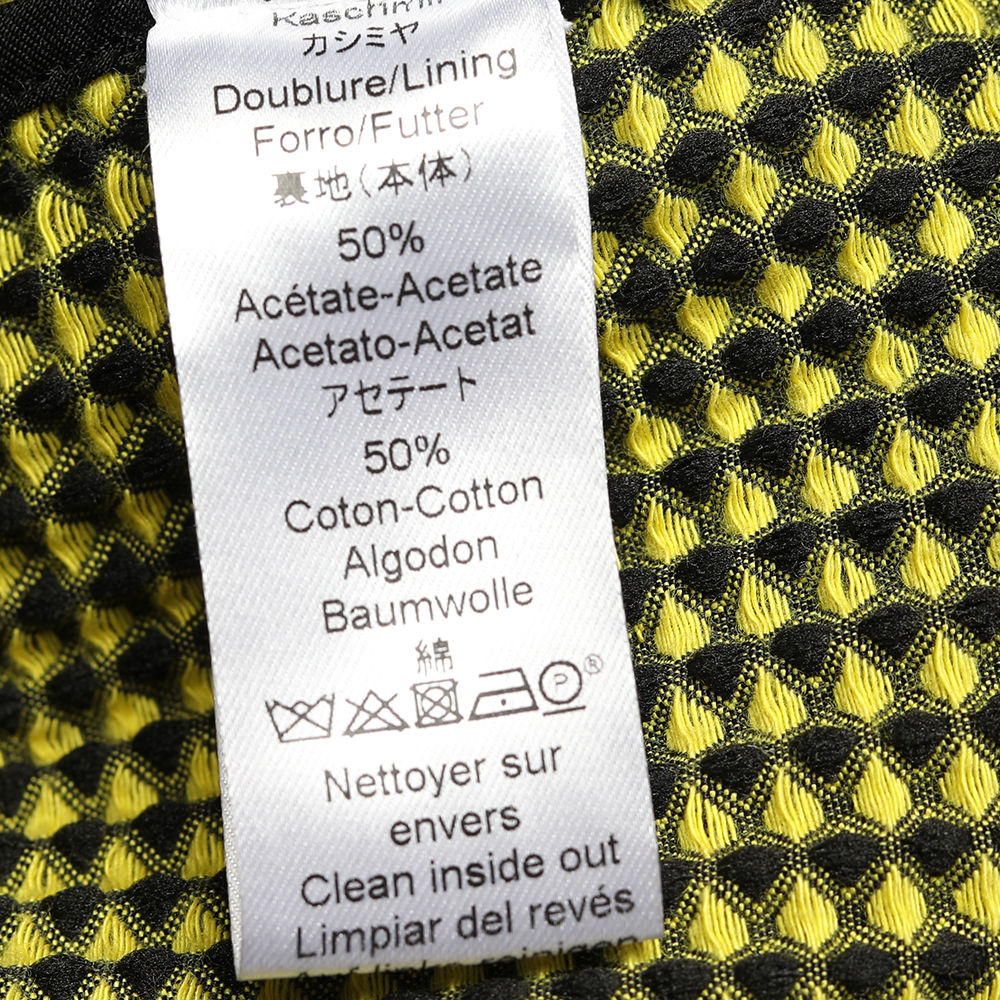 カシミヤ
Doublure/Lining
Forro/Futter
裏地(本体)
50%
Acétate-Acetate
Acetato-Acetat
アセテート
50%
Coton-Cotton
Algodon
Baumwolle
綿
P ®
Nettoyer sur
envers
Clean inside out
Limpiar del revés